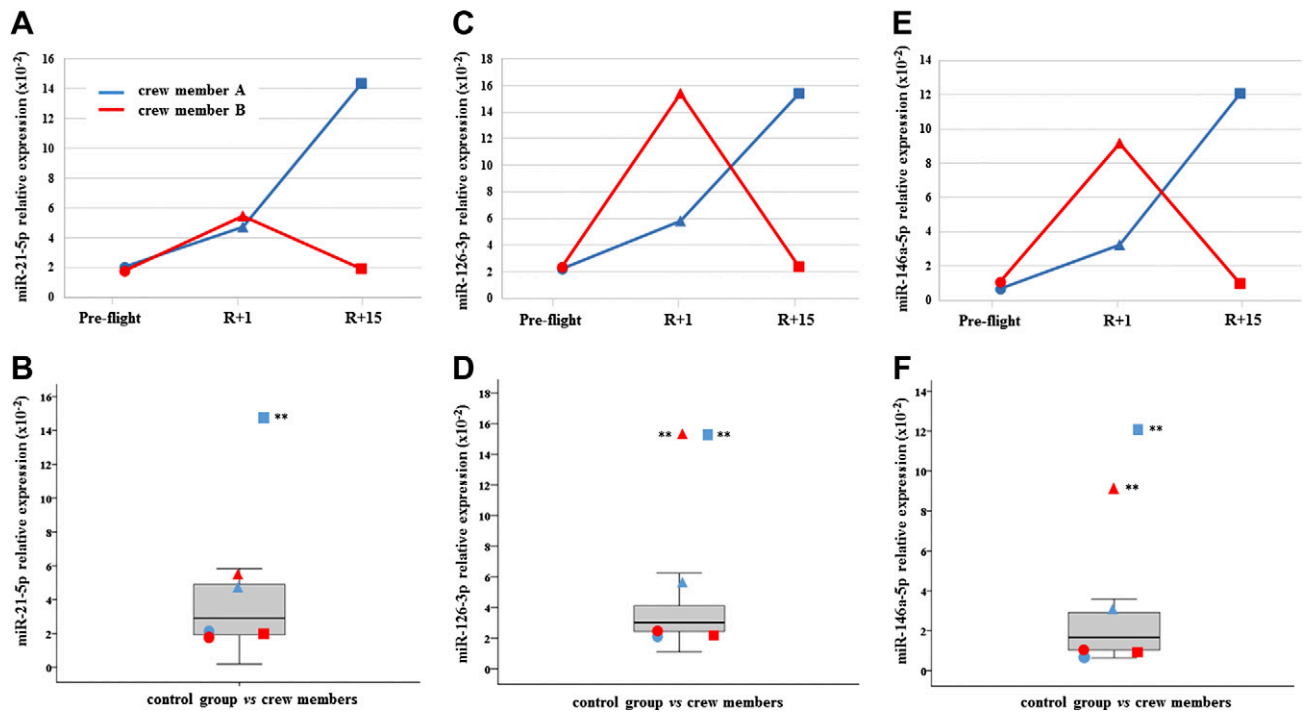 A
miR-21-5p relative expression (x10-2)
16
14
12
10
8
6
4
2
0
crew member A
crew member B
Pre-flight R+1 R+15
C
miR-126-3p relative expression (x10-2)
18
16
14
12
10
8
6
4
2
0
Pre-flight R+1 R+15
E
miR-146a-5p relative expression (x10-2)
14
12
10
8
6
4
2
0
Pre-flight R+1 R+15
B
miR-21-5p relative expression (x10-2)
16
14
12
10
8
6
4
2
0
**
control group vs crew members
D
miR-126-3p relative expression (x10-2)
18
16
14
12
10
8
6
4
2
0
** **
control group vs crew members
F
miR-146a-5p relative expression (x10-2)
14
12
10
8
6
4
2
0
**
**
control group vs crew members